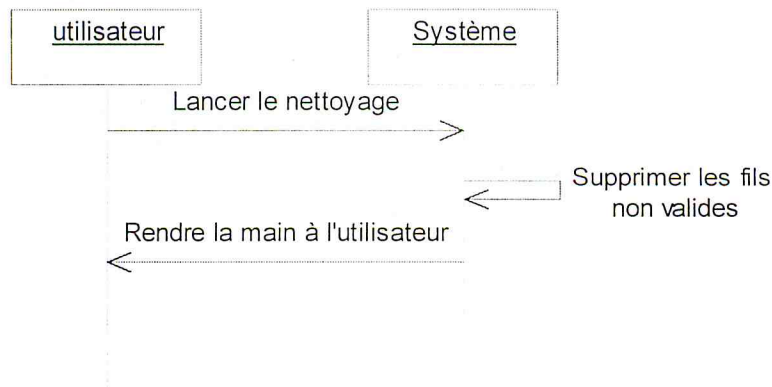 utilisateur
Système
Lancer le nettoyage
Supprimer les fils
non valides
Rendre la main à l'utilisateur